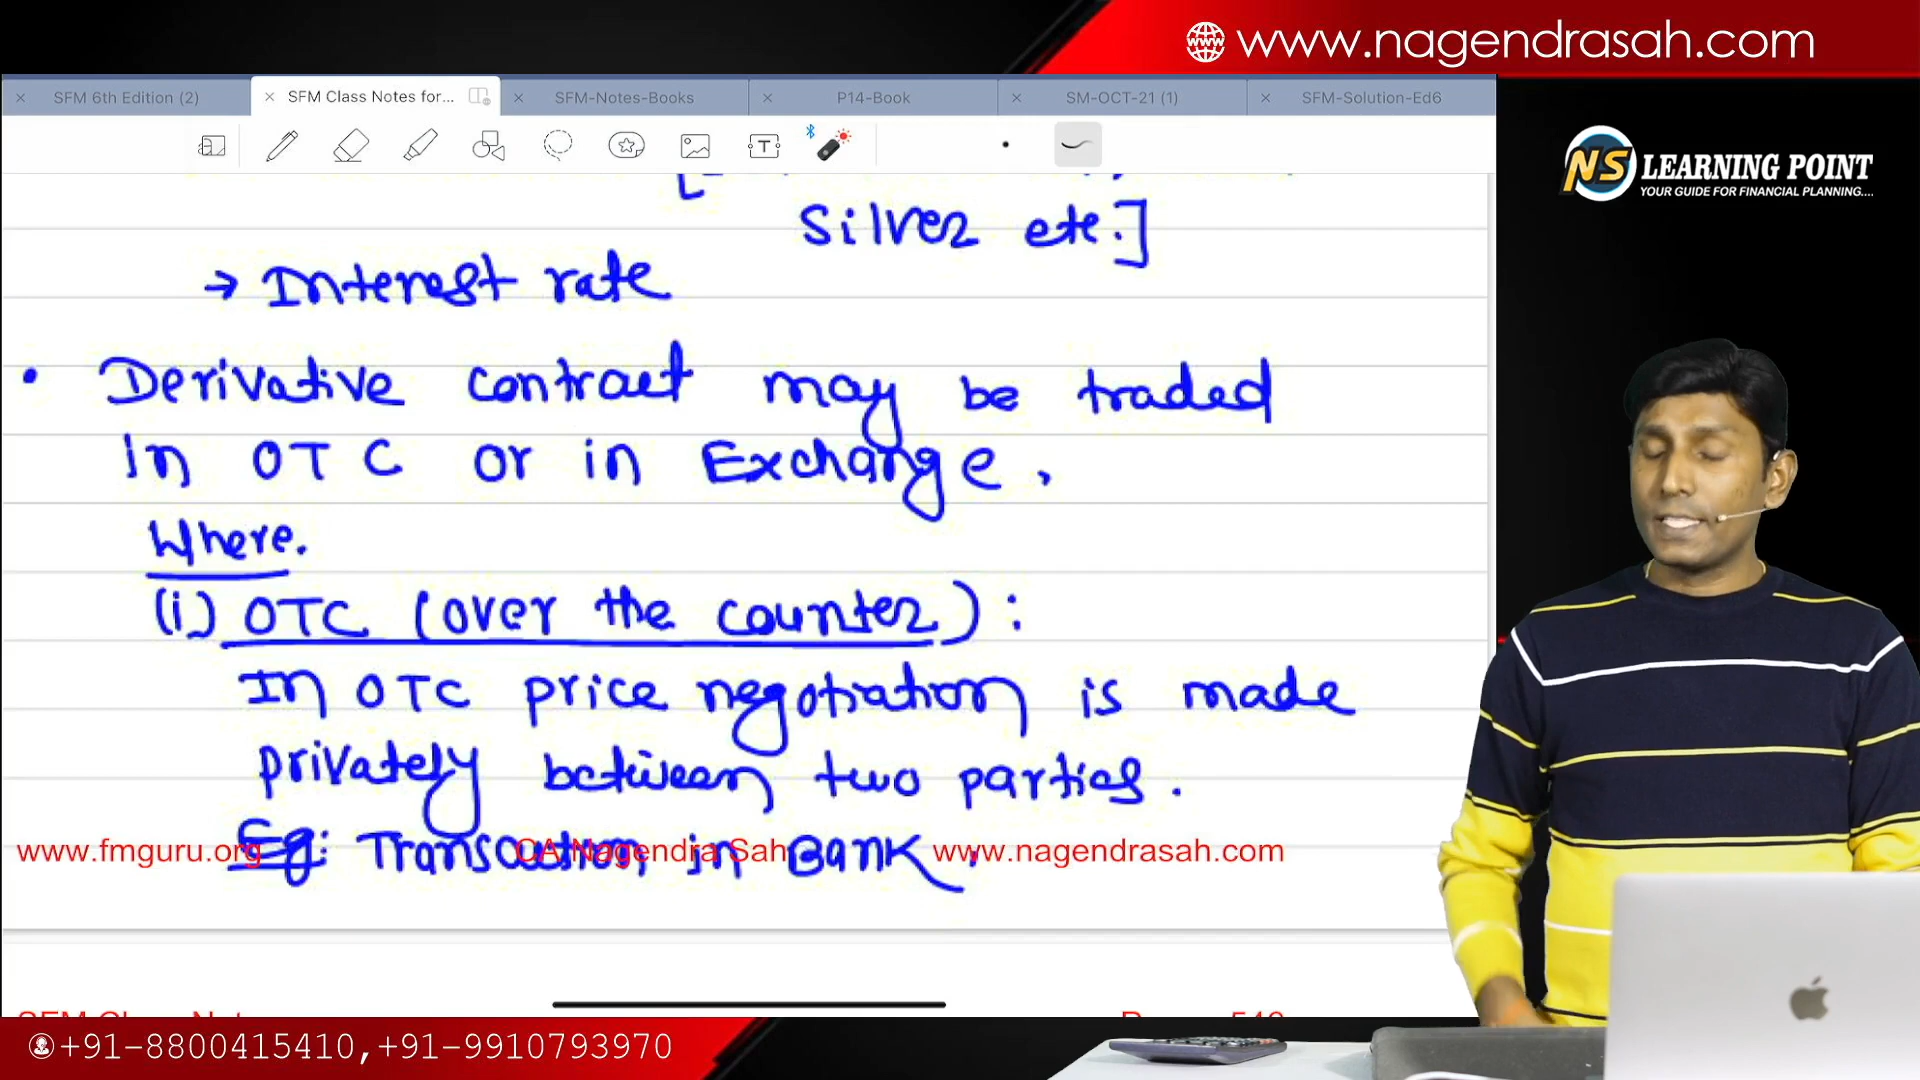 www.nagendrasah.com
SFM 6th Edition (2)
SFM Class Notes for...
SFM-Notes-Books
P14-Book
SM-OCT-21 (1)
SFM-Solution-Ed6
NS LEARNING POINT
YOUR GUIDE FOR FINANCIAL PLANNING....
Silver etc.]
→ Interest rate
• Derivative contract may be traded
in OTC or in Exchange.
Where.
(i) OTC (over the counter):
In OTC price negotiation is made
privately between two parties.
Eg: Transaction in BANK.
www.fmguru.org CA Nagendra Sah www.nagendrasah.com
+91-8800415410,+91-9910793970